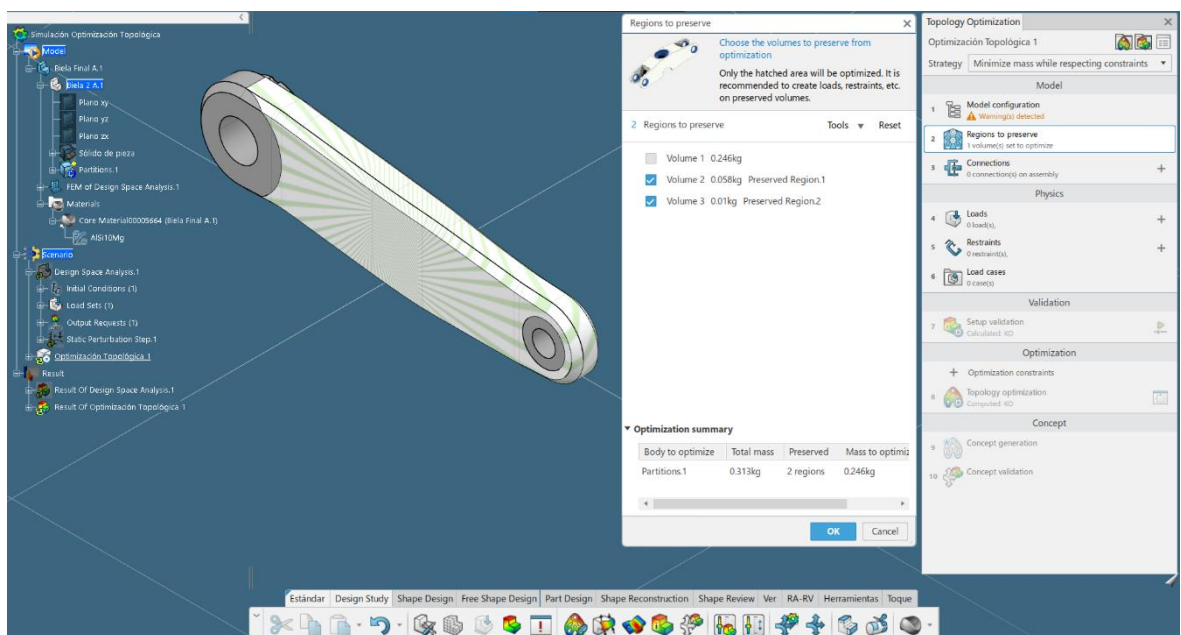 Simulación Optimización Topológica
Model
Biela Final A.1
Biela 2 A.1
Plano xy
Plano yz
Plano zx
Sólido de pieza
Partitions.1
FEM of Design Space Analysis.1
Materials
Core Material00005664 (Biela Final A.1)
AlSi10Mg
Scenario
Design Space Analysis.1
Initial Conditions (1)
Load Sets (1)
Output Requests (1)
Static Perturbation Step.1
Optimización Topológica 1
Result
Result Of Design Space Analysis.1
Result Of Optimización Topológica 1
Regions to preserve
Choose the volumes to preserve from
optimization
Only the hatched area will be optimized. It is
recommended to create loads, restraints, etc.
on preserved volumes.
2 Regions to preserve Tools Reset
Volume 1 0.246kg
Volume 2 0.058kg Preserved Region.1
Volume 3 0.01kg Preserved Region.2
Optimization summary
Body to optimize Total mass Preserved Mass to optimiz
Partitions.1 0.313kg 2 regions 0.246kg
OK Cancel
Topology Optimization
Optimización Topológica 1
Strategy Minimize mass while respecting constraints
Model
1 Model configuration
Warning(s) detected
2 Regions to preserve
1 volume(s) set to optimize
3 Connections
0 connection(s) on assembly
Physics
4 Loads
0 load(s),
5 Restraints
0 restraint(s),
6 Load cases
0 case(s)
Validation
7 Setup validation
Calculated: KO
Optimization
Optimization constraints
8 Topology optimization
Computed: KO
Concept
9 Concept generation
10 Concept validation
Estándar Design Study Shape Design Free Shape Design Part Design Shape Reconstruction Shape Review Ver RA-RV Herramientas Toque